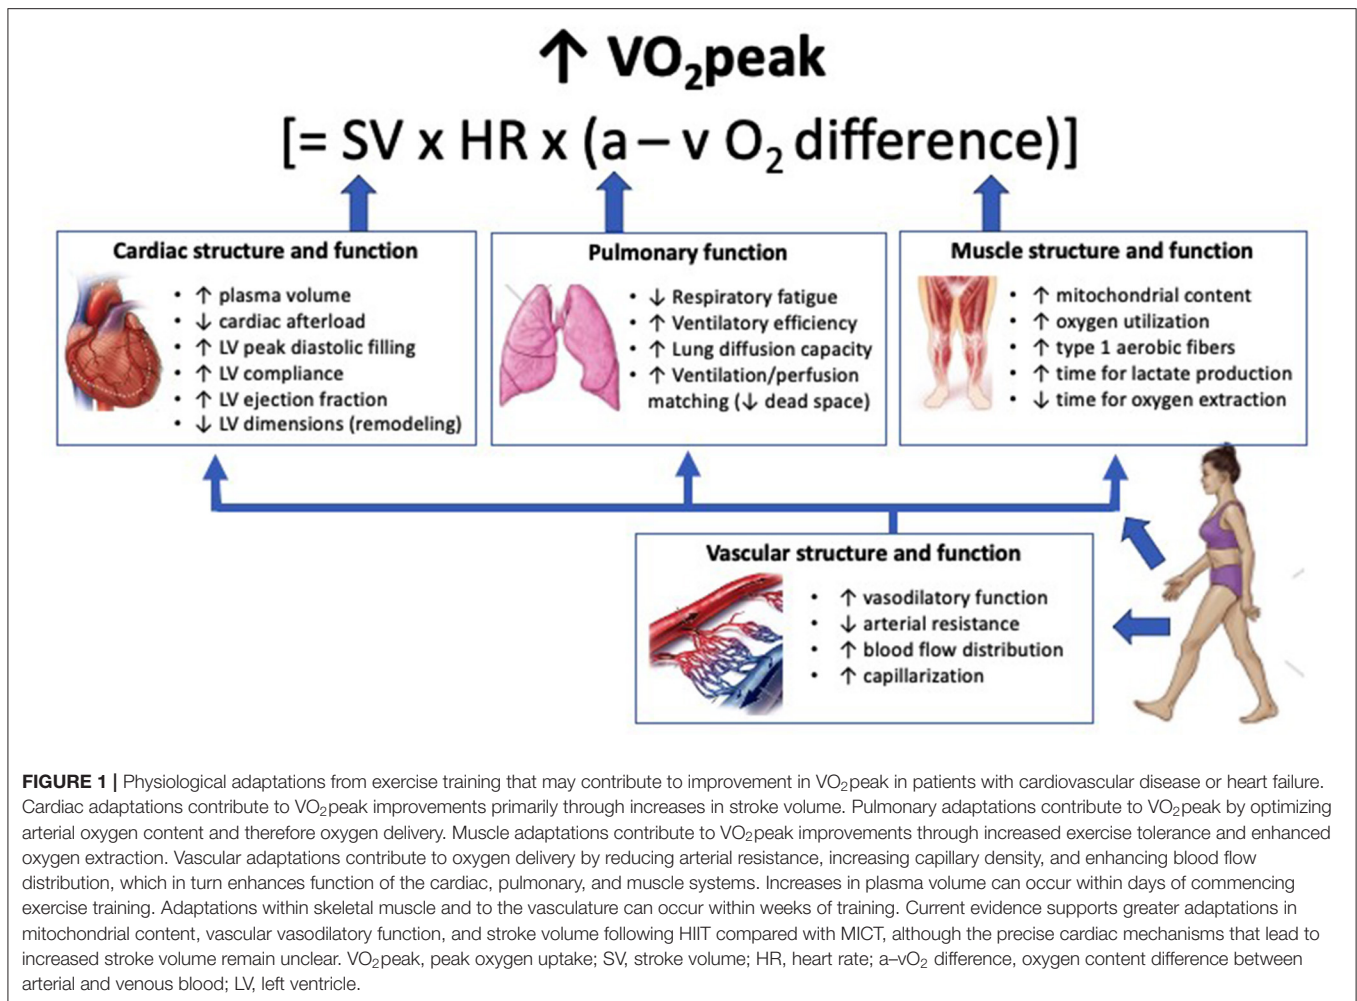 ↑ VO₂peak
[= SV x HR x (a – v O₂ difference)]
Cardiac structure and function
• ↑ plasma volume
• ↓ cardiac afterload
• ↑ LV peak diastolic filling
• ↑ LV compliance
• ↑ LV ejection fraction
• ↓ LV dimensions (remodeling)
Pulmonary function
• ↓ Respiratory fatigue
• ↑ Ventilatory efficiency
• ↑ Lung diffusion capacity
• ↑ Ventilation/perfusion
matching (↓ dead space)
Muscle structure and function
• ↑ mitochondrial content
• ↑ oxygen utilization
• ↑ type 1 aerobic fibers
• ↑ time for lactate production
• ↓ time for oxygen extraction
Vascular structure and function
• ↑ vasodilatory function
• ↓ arterial resistance
• ↑ blood flow distribution
• ↑ capillarization
FIGURE 1 | Physiological adaptations from exercise training that may contribute to improvement in VO₂peak in patients with cardiovascular disease or heart failure.
Cardiac adaptations contribute to VO₂peak improvements primarily through increases in stroke volume. Pulmonary adaptations contribute to VO₂peak by optimizing
arterial oxygen content and therefore oxygen delivery. Muscle adaptations contribute to VO₂peak improvements through increased exercise tolerance and enhanced
oxygen extraction. Vascular adaptations contribute to oxygen delivery by reducing arterial resistance, increasing capillary density, and enhancing blood flow
distribution, which in turn enhances function of the cardiac, pulmonary, and muscle systems. Increases in plasma volume can occur within days of commencing
exercise training. Adaptations within skeletal muscle and to the vasculature can occur within weeks of training. Current evidence supports greater adaptations in
mitochondrial content, vascular vasodilatory function, and stroke volume following HIIT compared with MICT, although the precise cardiac mechanisms that lead to
increased stroke volume remain unclear. VO₂peak, peak oxygen uptake; SV, stroke volume; HR, heart rate; a–vO₂ difference, oxygen content difference between
arterial and venous blood; LV, left ventricle.